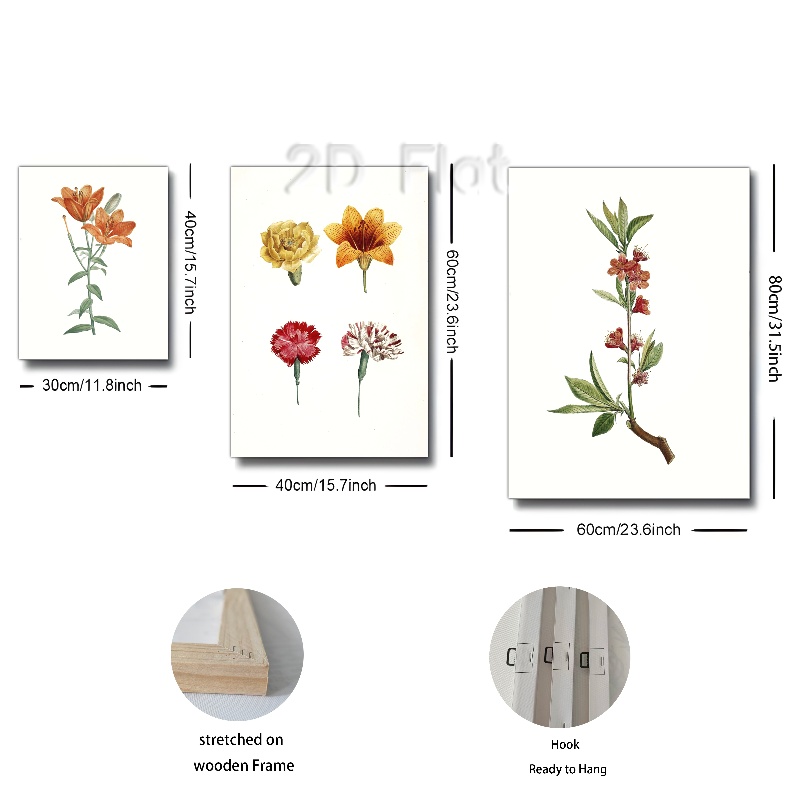 2D Flat
40cm/15.7inch
30cm/11.8inch
60cm/23.6inch
40cm/15.7inch
80cm/31.5inch
60cm/23.6inch
stretched on
wooden Frame
Hook
Ready to Hang